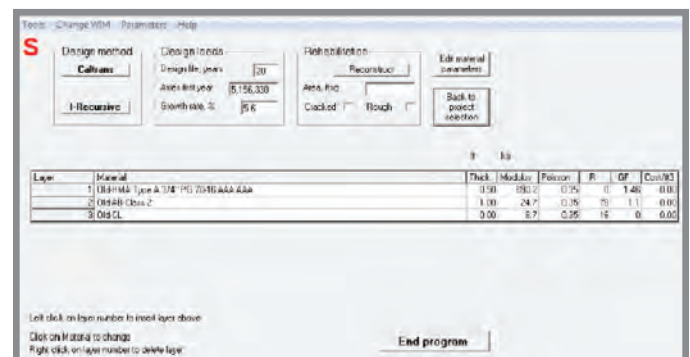 Tools Change WIM Parameters Help
S
Design method
Caltrans
I-Recursive
Design loads
Design life, years 20
Axles first year 5,156,330
Growth rate, % 5.6
Rehabilitation
Reconstruct
Area, ft\2
Cracked Rough
Edit material
parameters
Back to
project
selection
ft ksi
Layer Material Thick Modulus Poisson R GF Cost/ft3
1 Old HMA Type A 3/4" PG 70-16 AAA AAA 0.50 0.35 0 1.46 0.00
2 Old AB-Class 2 1.00 24.7 0.35 1.1 0.00
3 Old CL 0.00 8.7 0.35 0 0.00
Left click on layer number to insert layer above
Click on Material to change
Right click on layer number to delete layer
End program